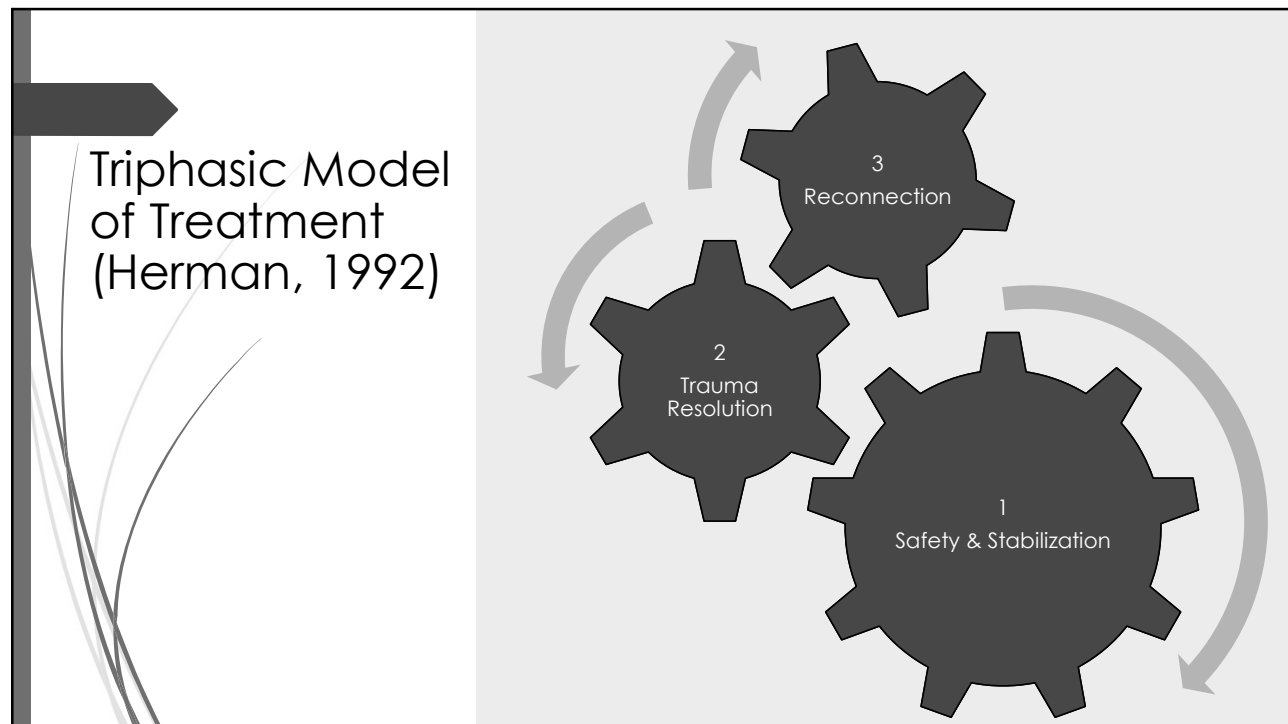 Triphasic Model
of Treatment
(Herman, 1992)
3
Reconnection
2
Trauma
Resolution
1
Safety & Stabilization